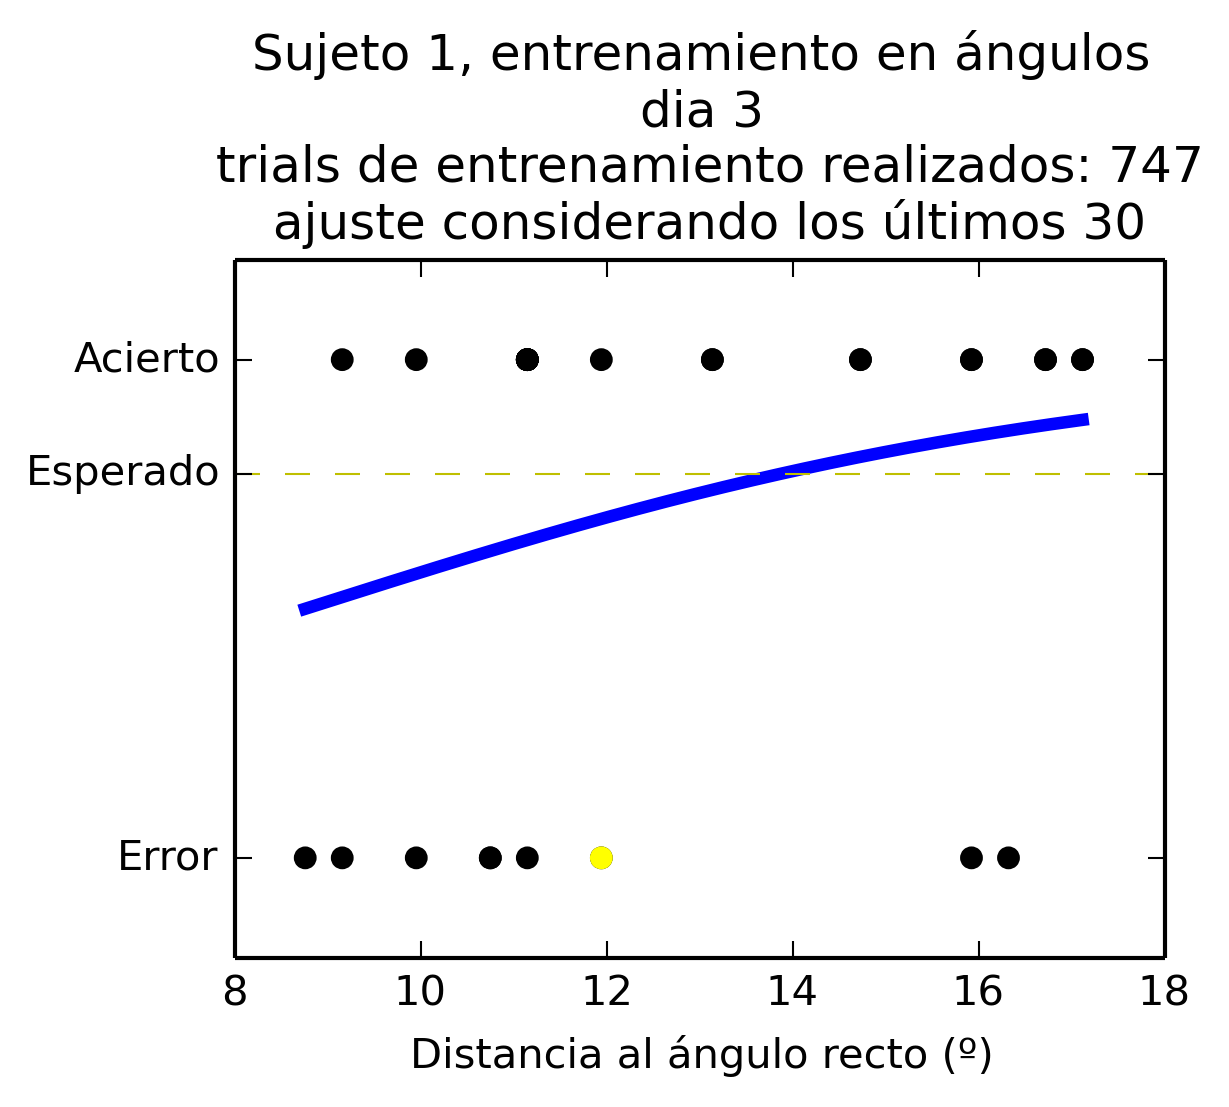 Sujeto 1, entrenamiento en ángulos
dia 3
trials de entrenamiento realizados: 747
ajuste considerando los últimos 30
Acierto
Esperado
Error
8 10 12 14 16 18
Distancia al ángulo recto (º)